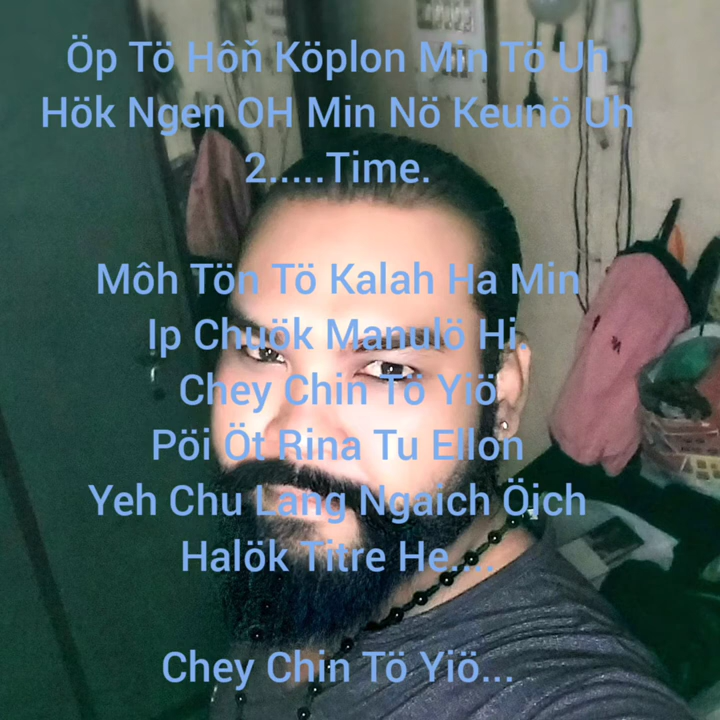 Öp Tö Hôň Köplon Min Tö Uh
Hök Ngen OH Min Nö Keunö Uh
2.....Time.
Môh Tön Tö Kalah Ha Min
Ip Chuök Manulö Hi.
Chey Chin Tö Yiö
Pöi Öt Rina Tu Ellon
Yeh Chu Lang Ngaich Öich
Halök Titre He....
Chey Chin Tö Yiö...